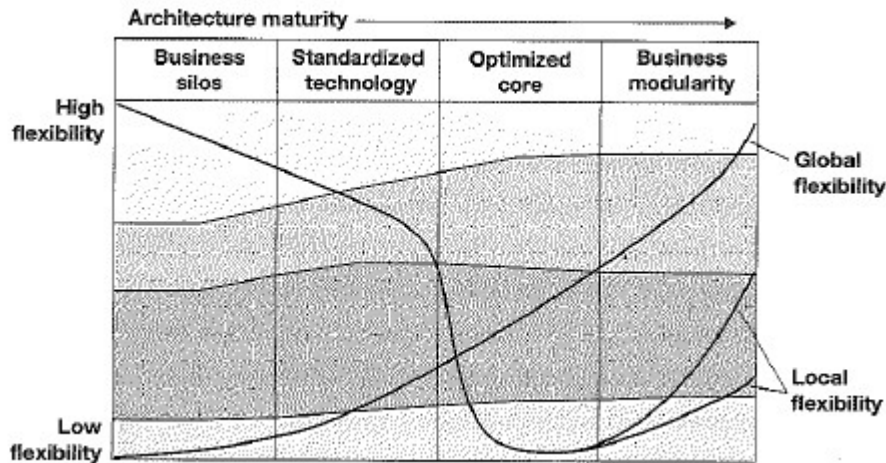 Architecture maturity
Business
silos
Standardized
technology
Optimized
core
Business
modularity
High
flexibility
Global
flexibility
Local
flexibility
Low
flexibility